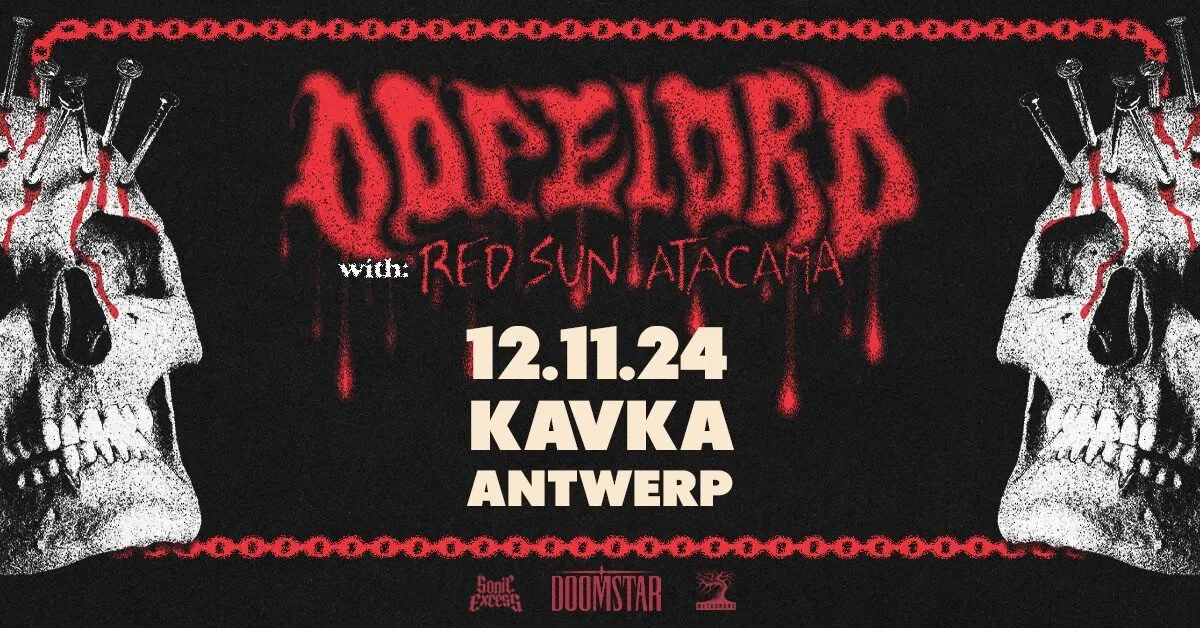 DOPELORD
with: RED SUN ATACAMA
12.11.24
KAVKA
ANTWERP
SONIC EXCESS
DOOMSTAR